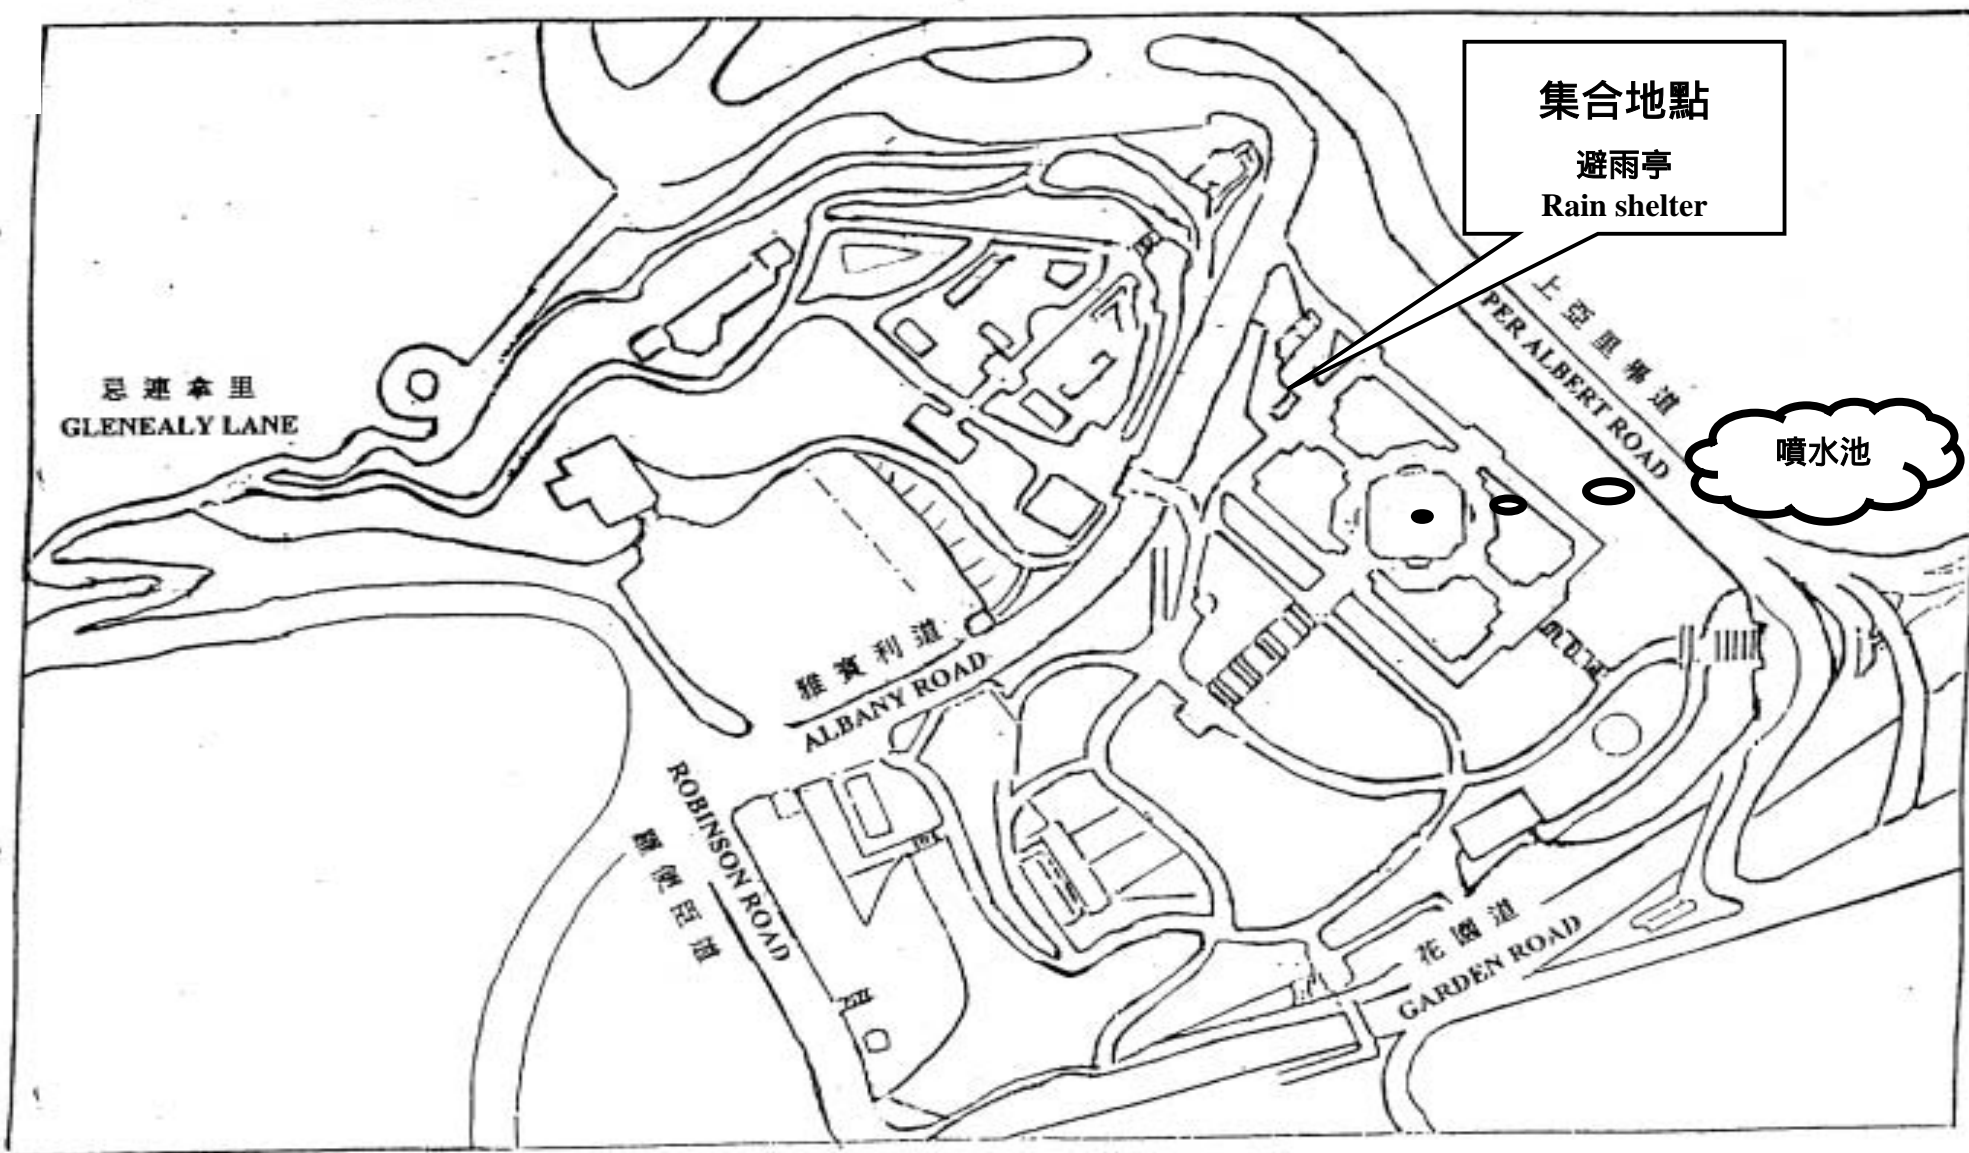 集合地點
避雨亭
Rain shelter
上亞里畢道
PER ALBERT ROAD
噴水池
忌連拿里
GLENEALY LANE
雅賓利道
ALBANY ROAD
ROBINSON ROAD
羅便臣道
花園道
GARDEN ROAD